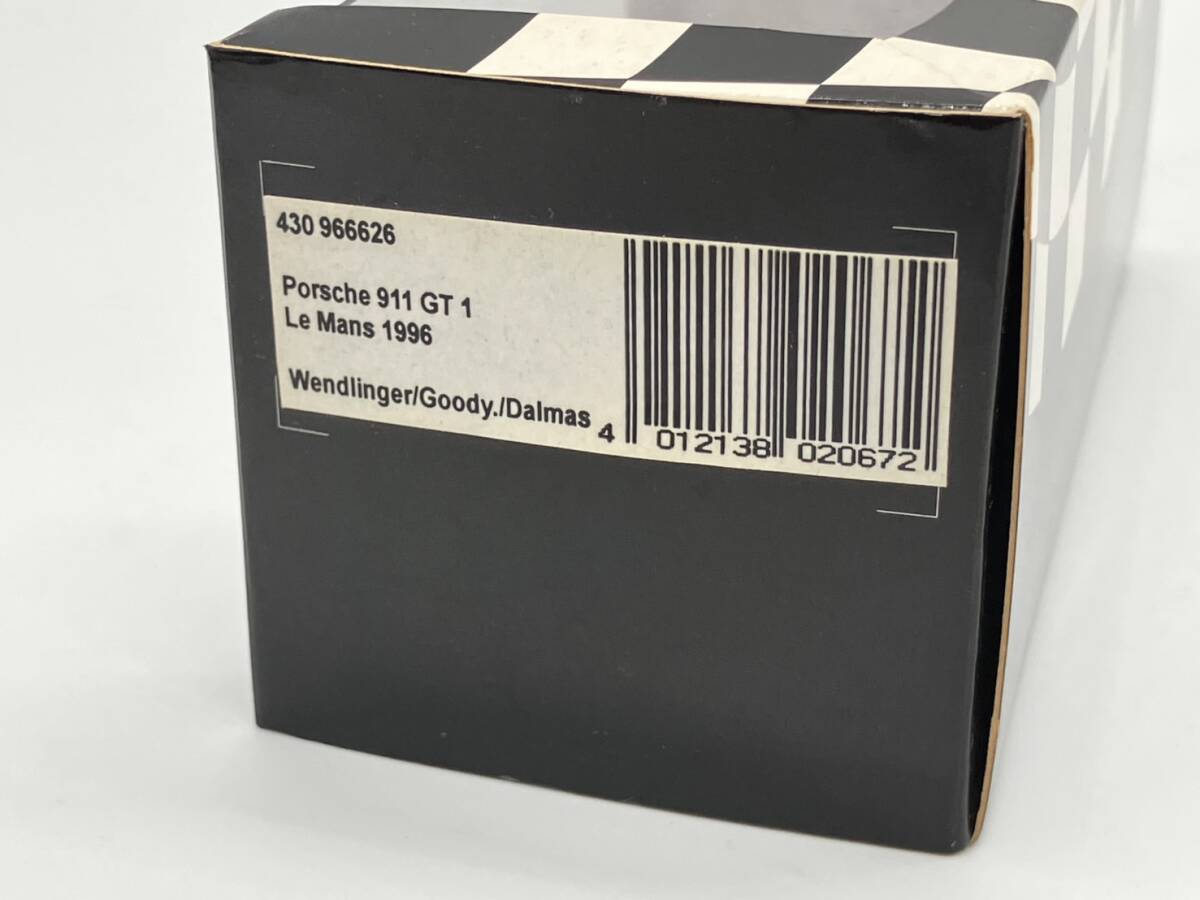 430 966626
Porsche 911 GT 1
Le Mans 1996
Wendlinger/Goody./Dalmas
4 012138 020672